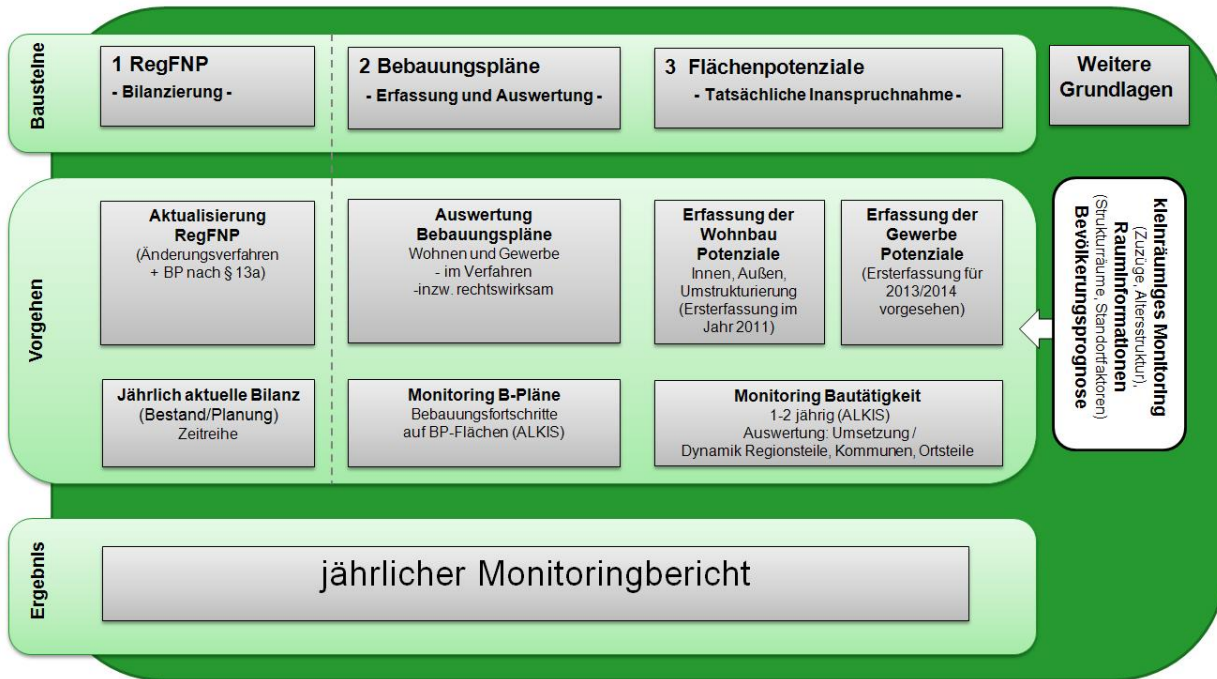 Bausteine
1 RegFNP
- Bilanzierung -
2 Bebauungspläne
- Erfassung und Auswertung -
3 Flächenpotenziale
- Tatsächliche Inanspruchnahme -
Weitere
Grundlagen
Vorgehen
Aktualisierung
RegFNP
(Änderungsverfahren
+ BP nach § 13a)
Auswertung
Bebauungspläne
Wohnen und Gewerbe
- im Verfahren
-inzw. rechtswirksam
Erfassung der
Wohnbau
Potenziale
Innen, Außen,
Umstrukturierung
(Ersterfassung im
Jahr 2011)
Erfassung der
Gewerbe
Potenziale
(Ersterfassung für
2013/2014
vorgesehen)
Jährlich aktuelle Bilanz
(Bestand/Planung)
Zeitreihe
Monitoring B-Pläne
Bebauungsfortschritte
auf BP-Flächen (ALKIS)
Monitoring Bautätigkeit
1-2 jährig (ALKIS)
Auswertung: Umsetzung /
Dynamik Regionsteile, Kommunen, Ortsteile
kleinräumiges Monitoring
(Zuzüge, Altersstruktur),
Rauminformationen
(Strukturräume, Standortfaktoren)
Bevölkerungsprognose
Ergebnis
jährlicher Monitoringbericht